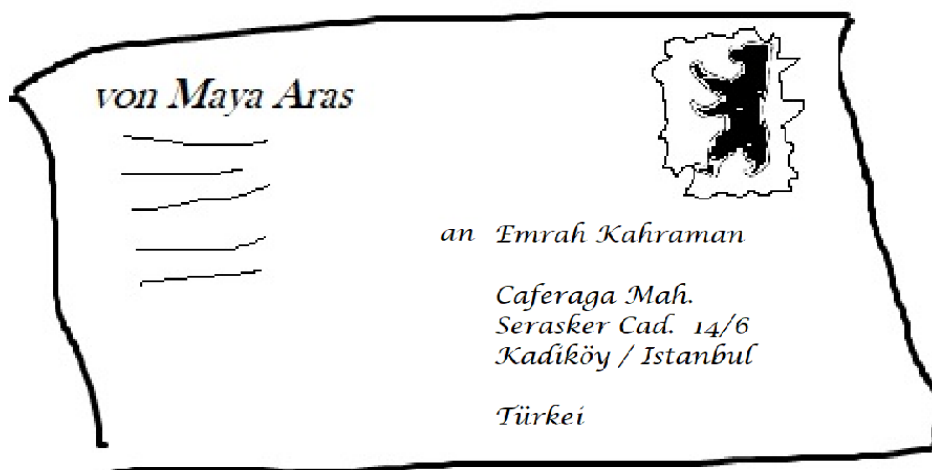 von Maya Aras
an Emrah Kahraman
Caferaga Mah.
Serasker Cad. 14/6
Kadiköy / Istanbul
Türkei